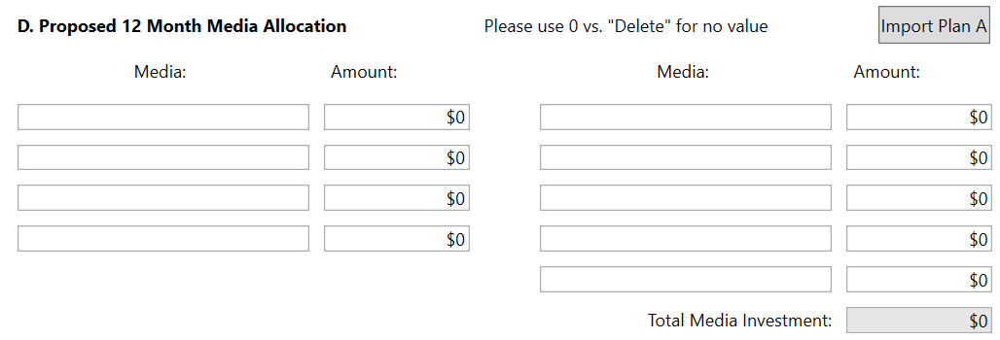 D. Proposed 12 Month Media Allocation Please use 0 vs. "Delete" for no value Import Plan A
Media: Amount: Media: Amount:
$0 $0
$0 $0
$0 $0
$0 $0
$0
Total Media Investment: $0